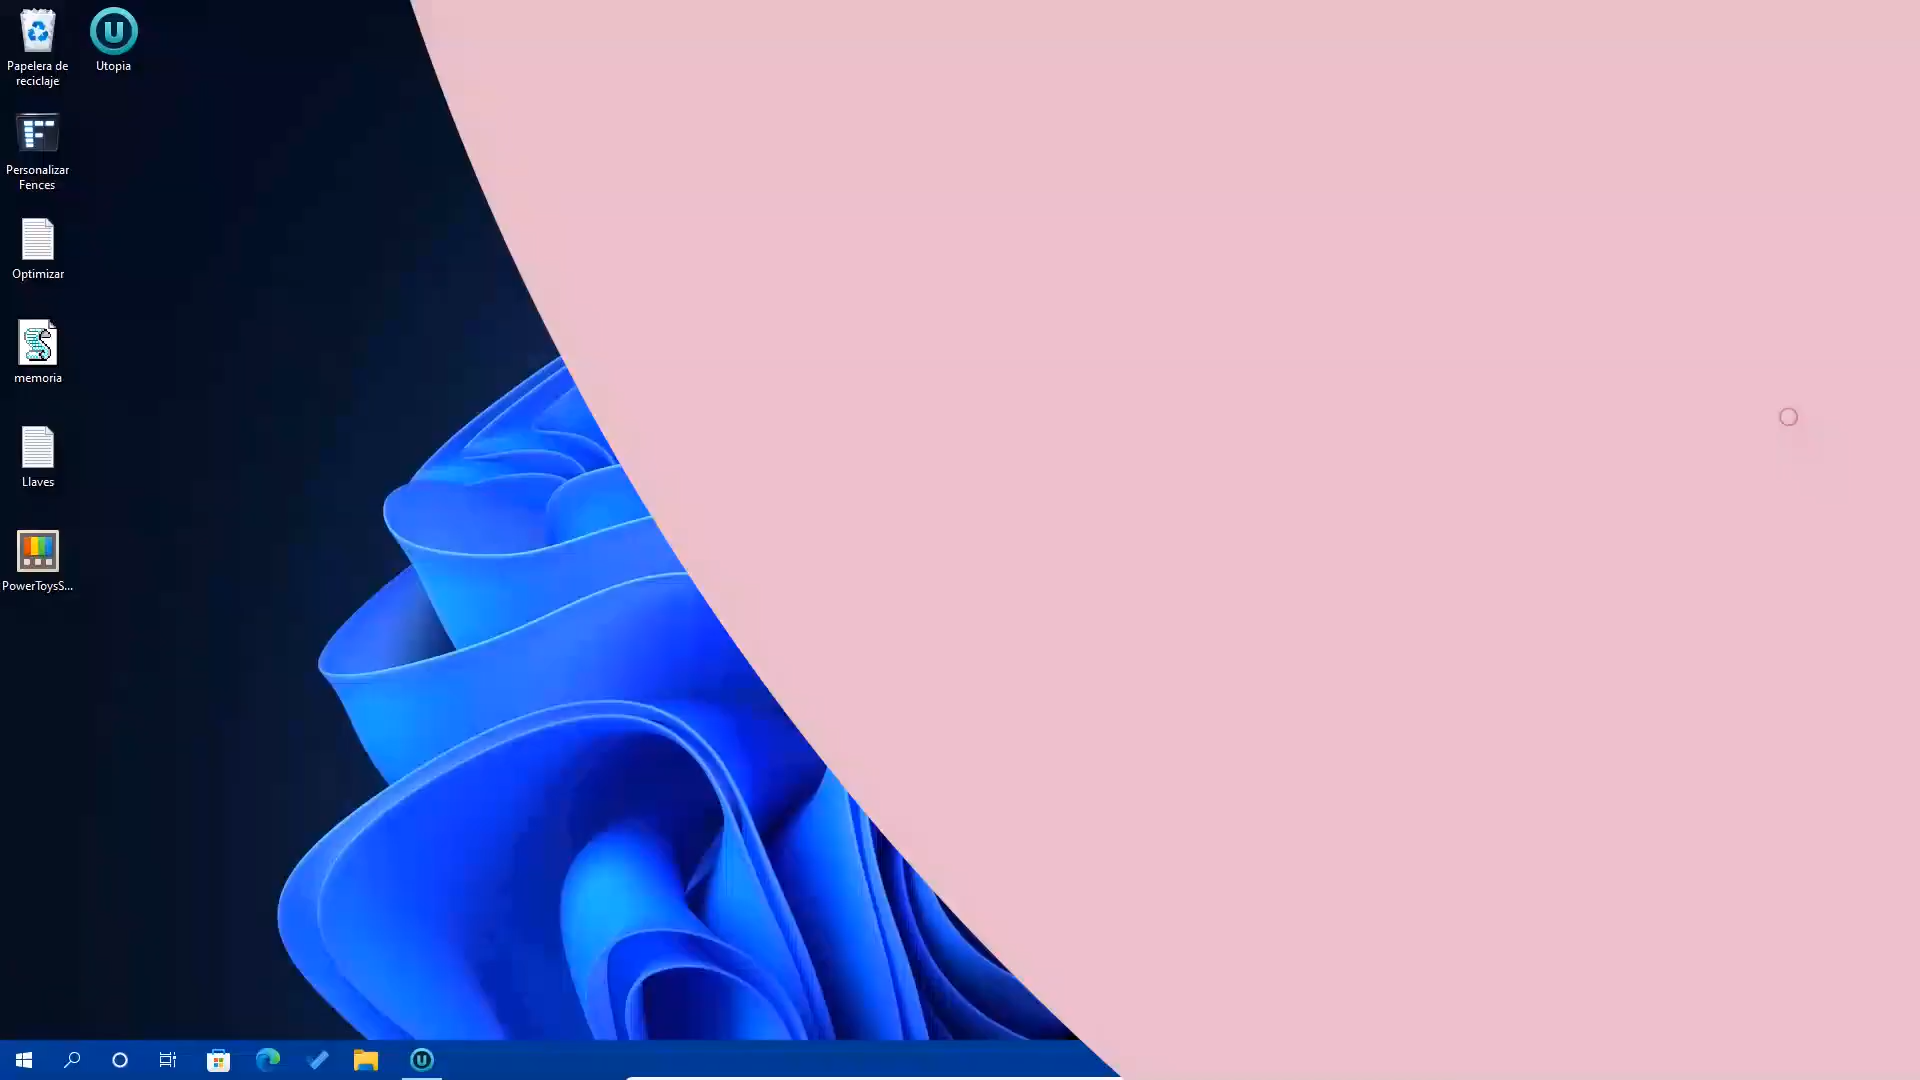 Papelera de
reciclaje
Utopia
Personalizar
Fences
Optimizar
memoria
Llaves
PowerToysS...